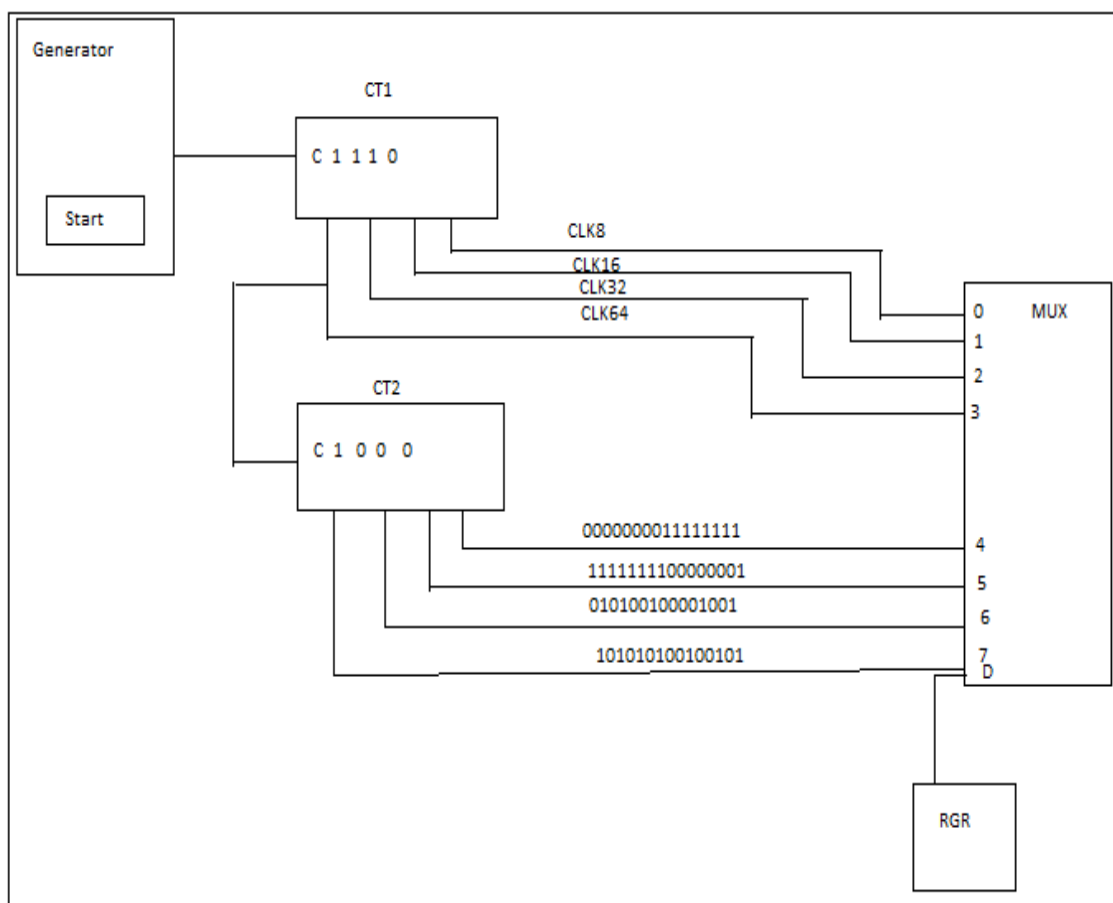 Generator
Start
CT1
C 1 1 1 0
CLK8
CLK16
CLK32
CLK64
0 MUX
1
2
3
CT2
C 1 0 0 0
0000000011111111
4
1111111100000001
5
010100100001001
6
101010100100101
7
D
RGR